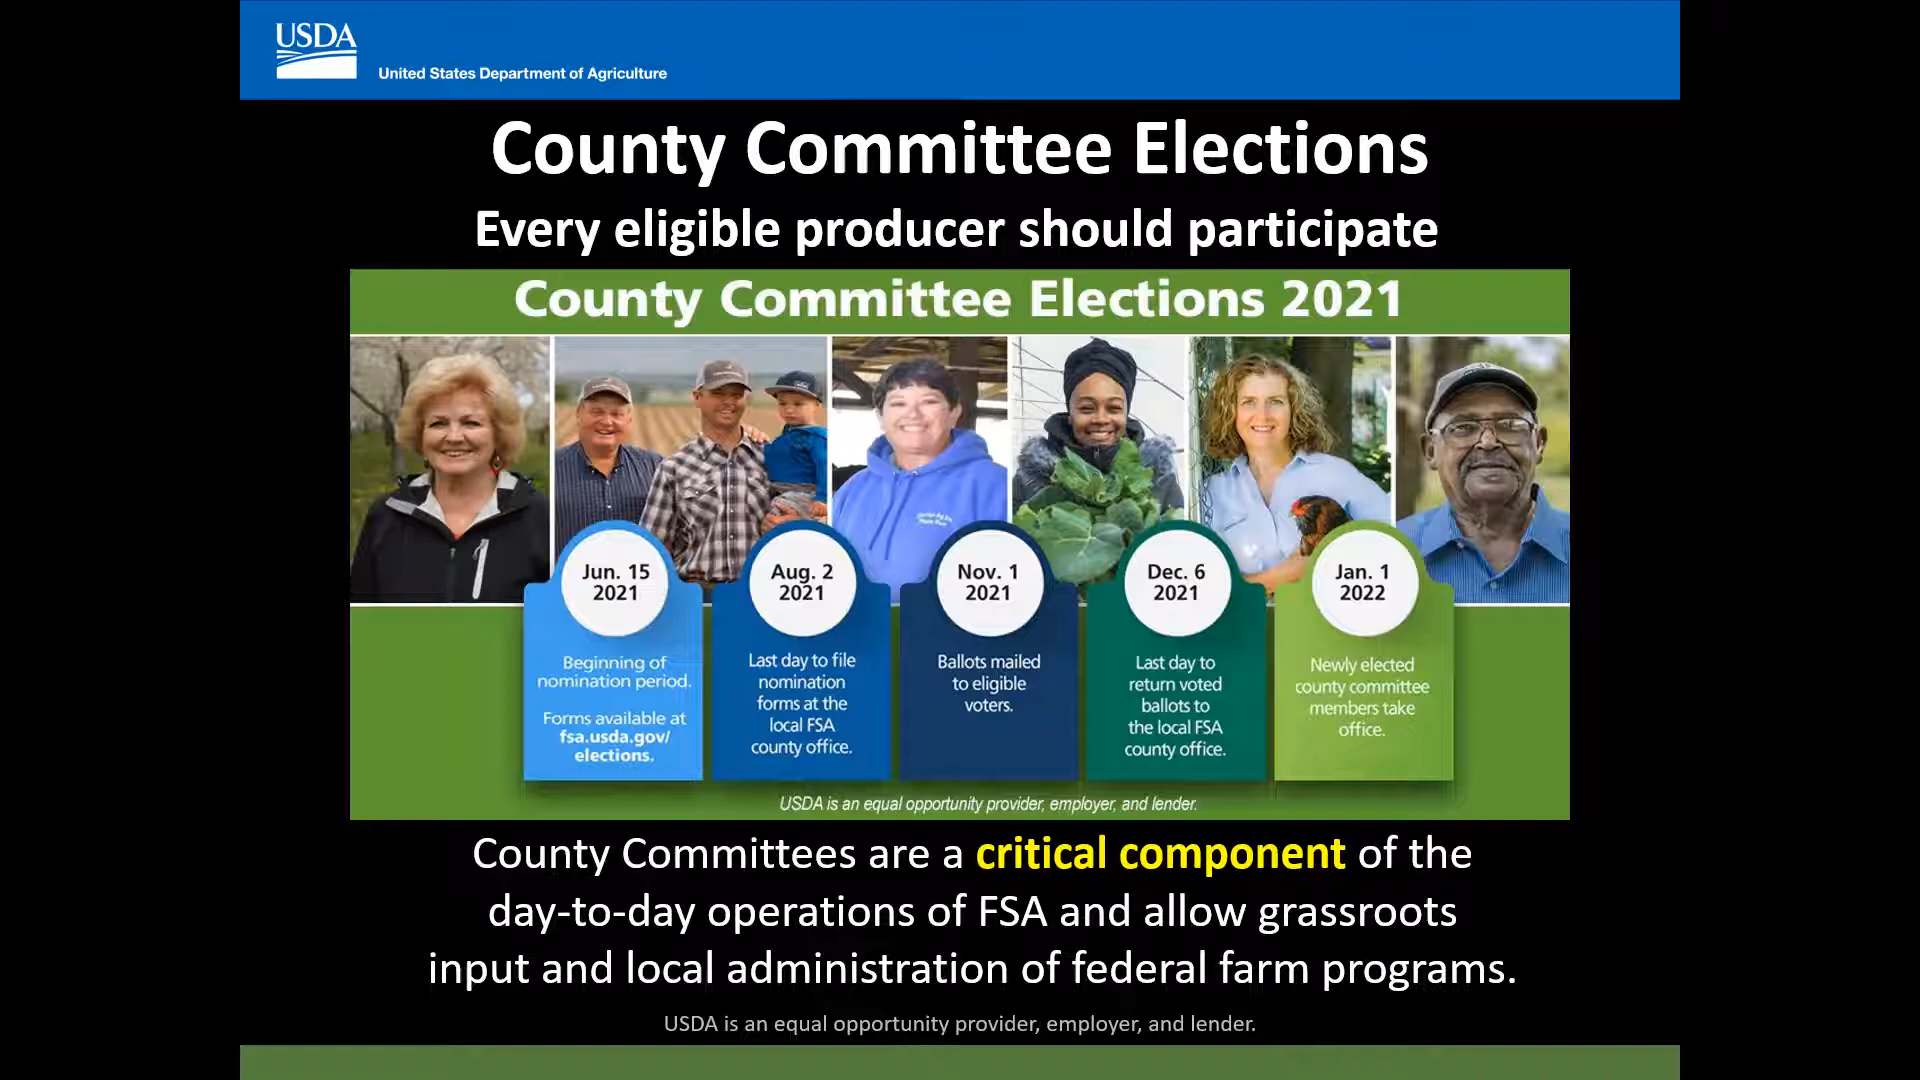 USDA
United States Department of Agriculture
County Committee Elections
Every eligible producer should participate
County Committee Elections 2021
Jun. 15
2021
Beginning of
nomination period.
Forms available at
fsa.usda.gov/
elections.
Aug. 2
2021
Last day to file
nomination
forms at the
local FSA
county office.
Nov. 1
2021
Ballots mailed
to eligible
voters.
Dec. 6
2021
Last day to
return voted
ballots to
the local FSA
county office.
Jan. 1
2022
Newly elected
county committee
members take
office.
USDA is an equal opportunity provider, employer, and lender.
County Committees are a critical component of the
day-to-day operations of FSA and allow grassroots
input and local administration of federal farm programs.
USDA is an equal opportunity provider, employer, and lender.